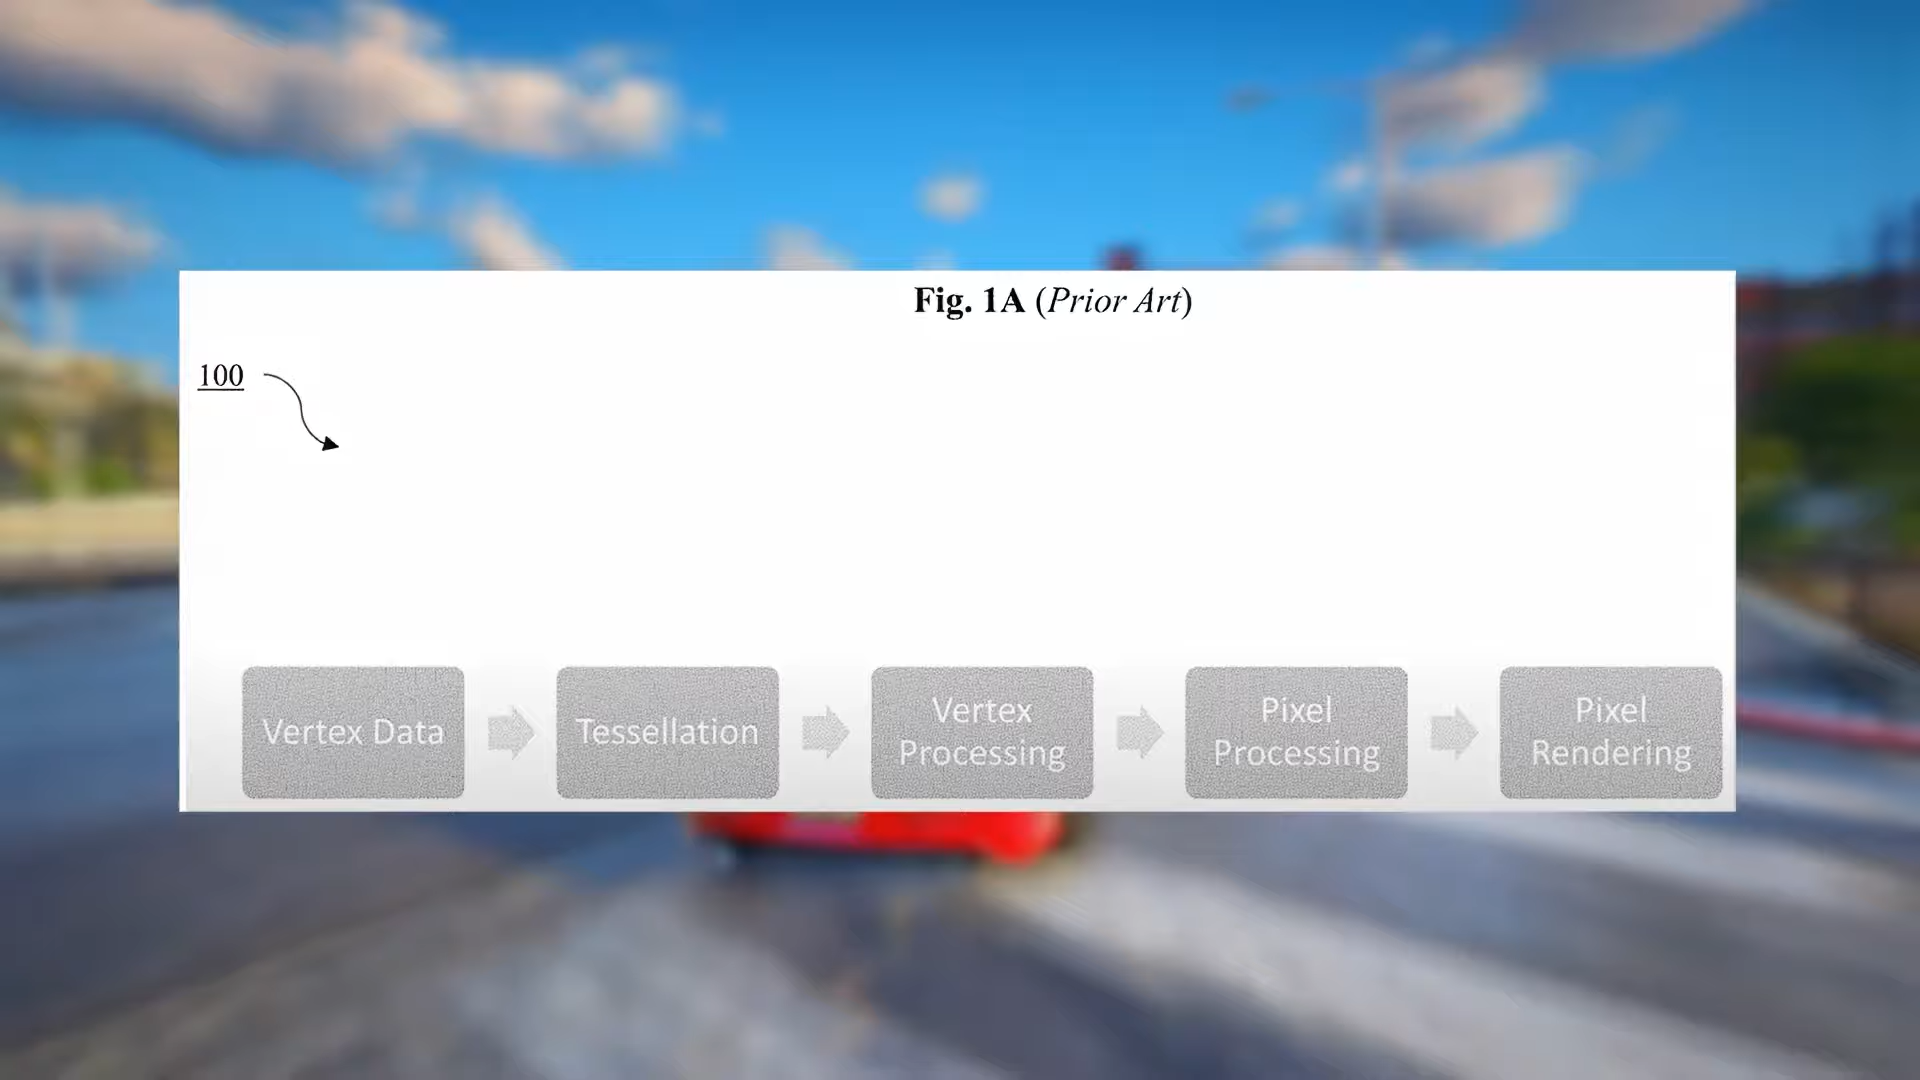 Fig. 1A (Prior Art)
100
Vertex Data
Tessellation
Vertex
Processing
Pixel
Processing
Pixel
Rendering